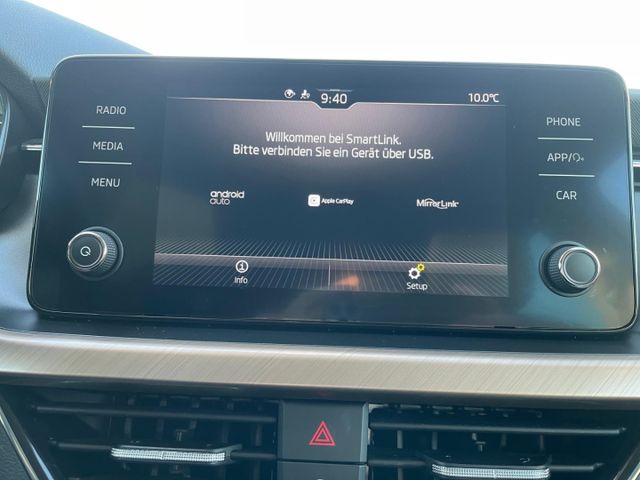 9:40
10.0°C
RADIO
MEDIA
MENU
Willkommen bei SmartLink.
Bitte verbinden Sie ein Gerät über USB.
android
auto
Apple CarPlay
MirrorLink
Info
Setup
PHONE
APP/
CAR